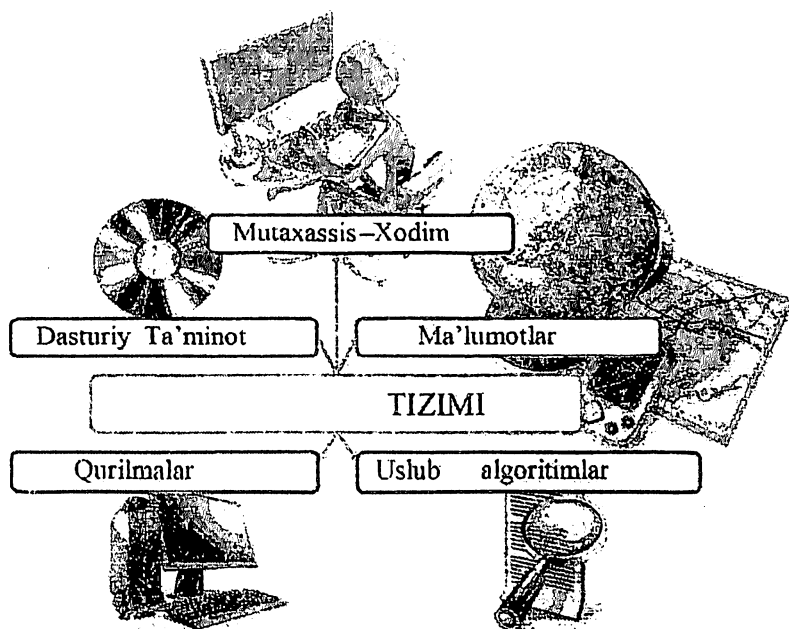 Mutaxassis–Xodim
Dasturiy Ta’minot
Ma’lumotlar
TIZIMI
Qurilmalar
Uslub algoritimlar